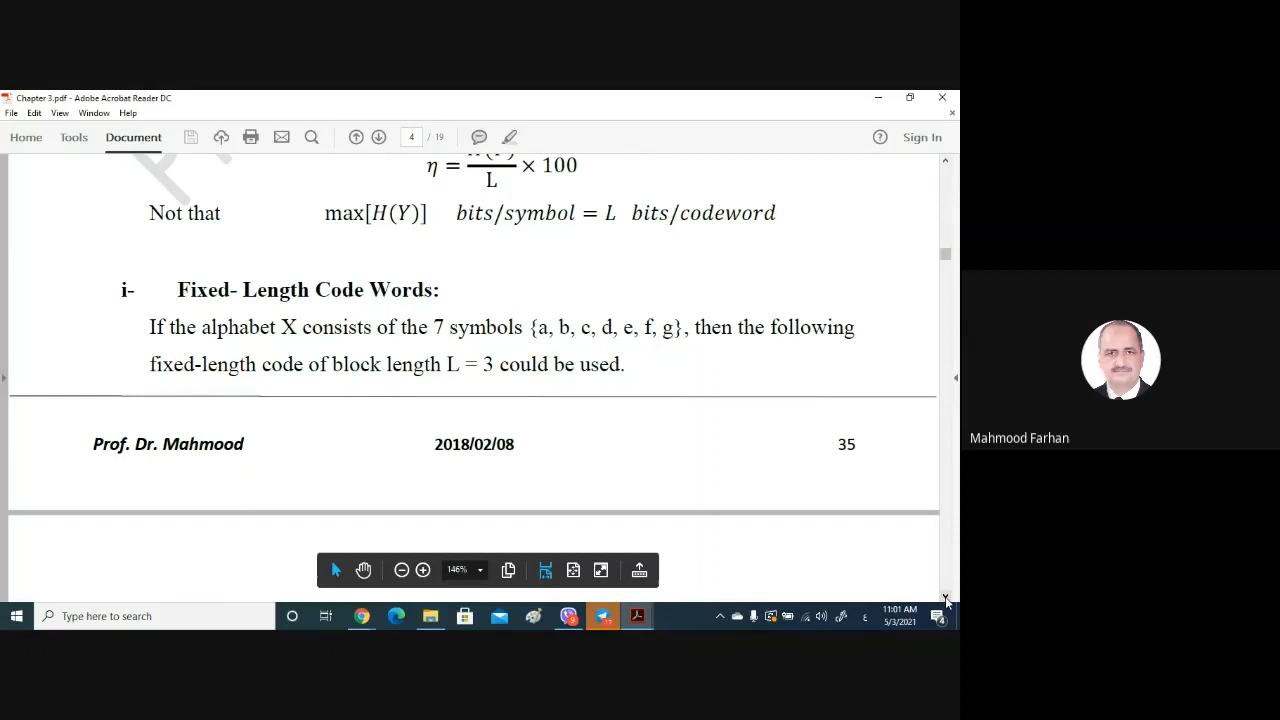 Chapter 3.pdf - Adobe Acrobat Reader DC
File Edit View Window Help
Home Tools Document 4 / 19 Sign In
η = L × 100
Not that max[H(Y)] bits/symbol = L bits/codeword
i- Fixed- Length Code Words:
If the alphabet X consists of the 7 symbols {a, b, c, d, e, f, g}, then the following
fixed-length code of block length L = 3 could be used.
Prof. Dr. Mahmood 2018/02/08 35
146%
Type here to search
ع 11:01 AM
5/3/2021
Mahmood Farhan